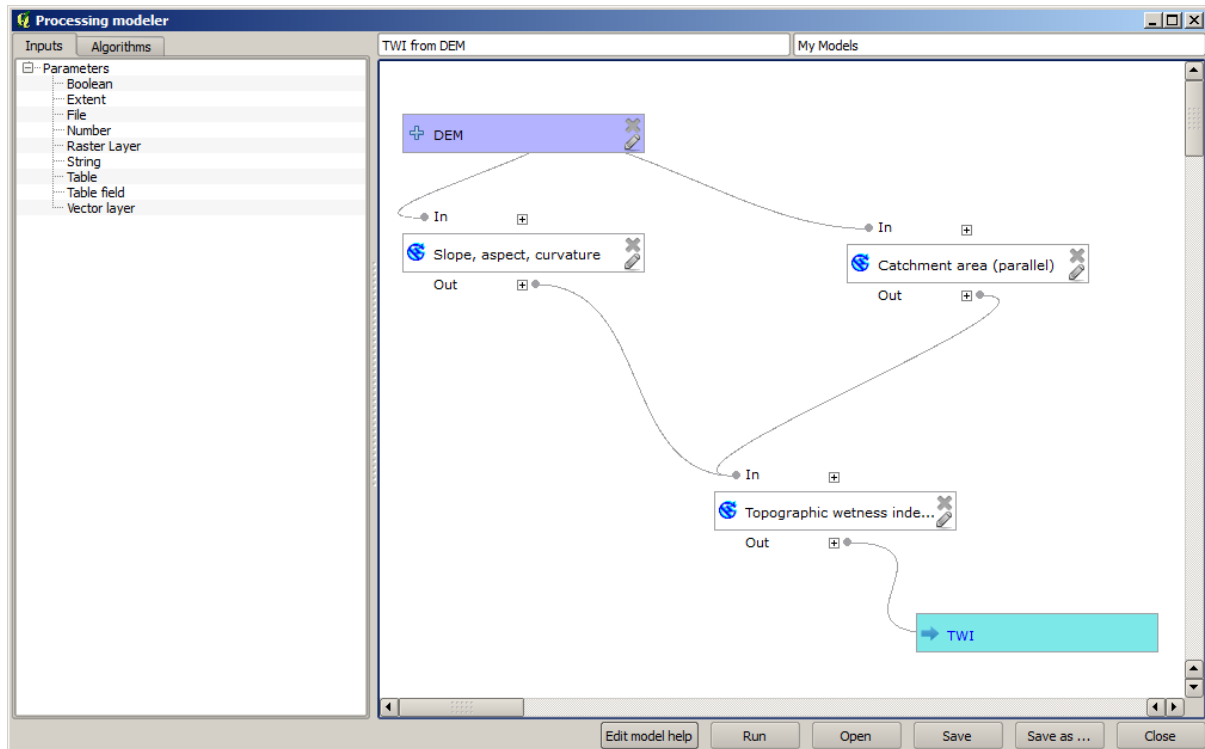 Processing modeler
Inputs
Algorithms
TWI from DEM
My Models
Parameters
Boolean
Extent
File
Number
Raster Layer
String
Table
Table field
Vector layer
DEM
In
Slope, aspect, curvature
Out
In
Catchment area (parallel)
Out
In
Topographic wetness inde...
Out
TWI
Edit model help
Run
Open
Save
Save as ...
Close